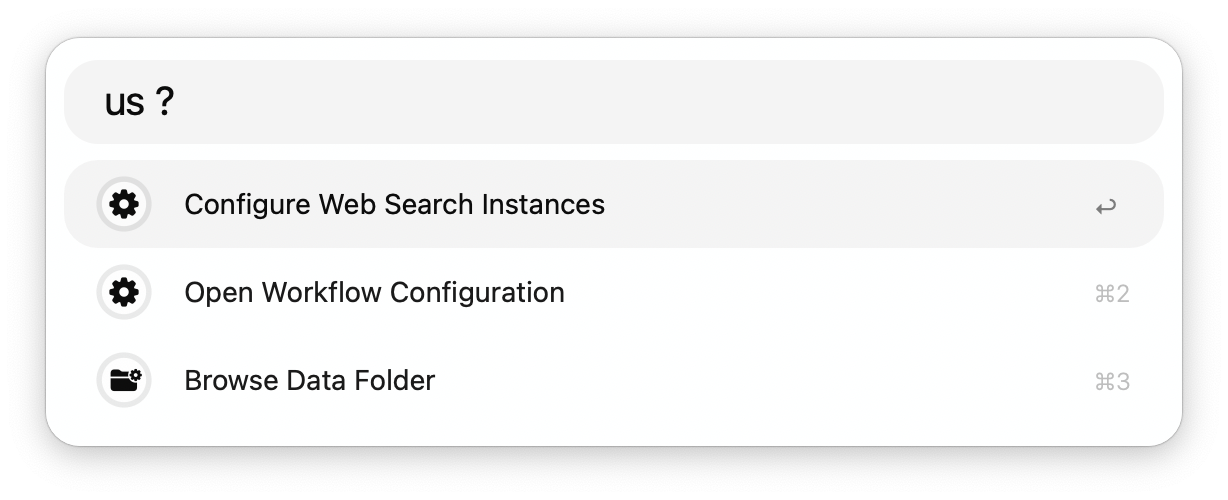 us ?
Configure Web Search Instances ↩
Open Workflow Configuration ⌘2
Browse Data Folder ⌘3